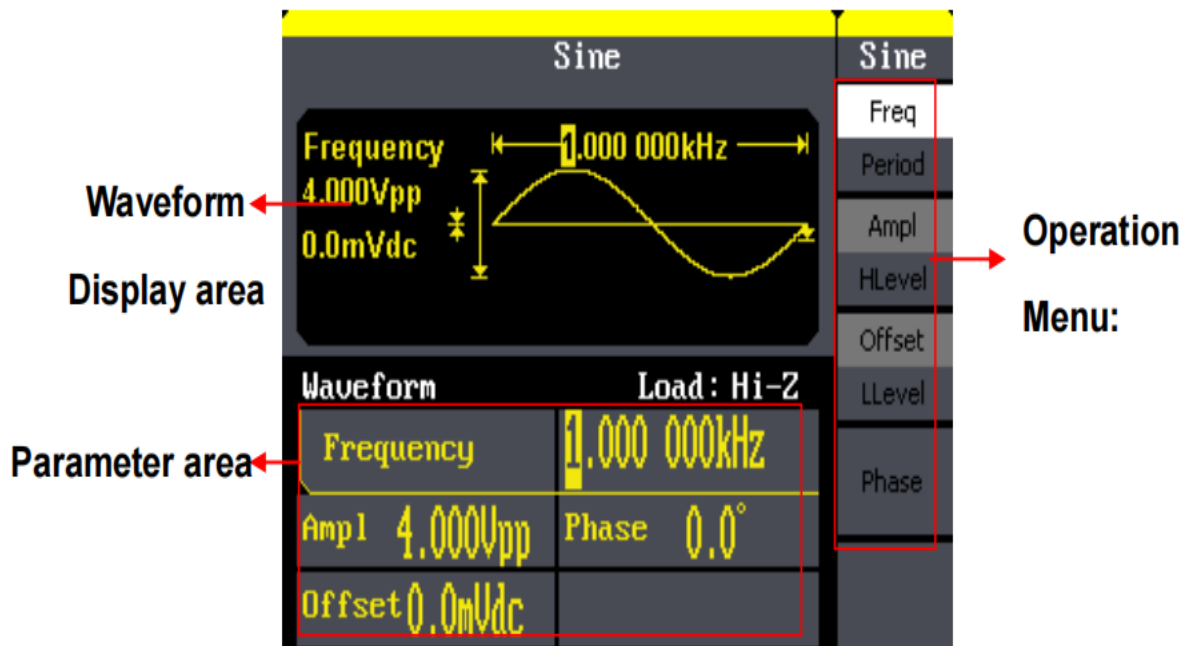 Sine
Sine
Frequency
1.000 000kHz
4.000Vpp
0.0mVdc
Waveform
Display area
Freq
Period
Ampl
HLevel
Offset
LLevel
Phase
Operation
Menu:
Waveform Load: Hi-Z
Frequency 1.000 000kHz
Ampl 4.000Vpp Phase 0.0°
Offset 0.0mVdc
Parameter area